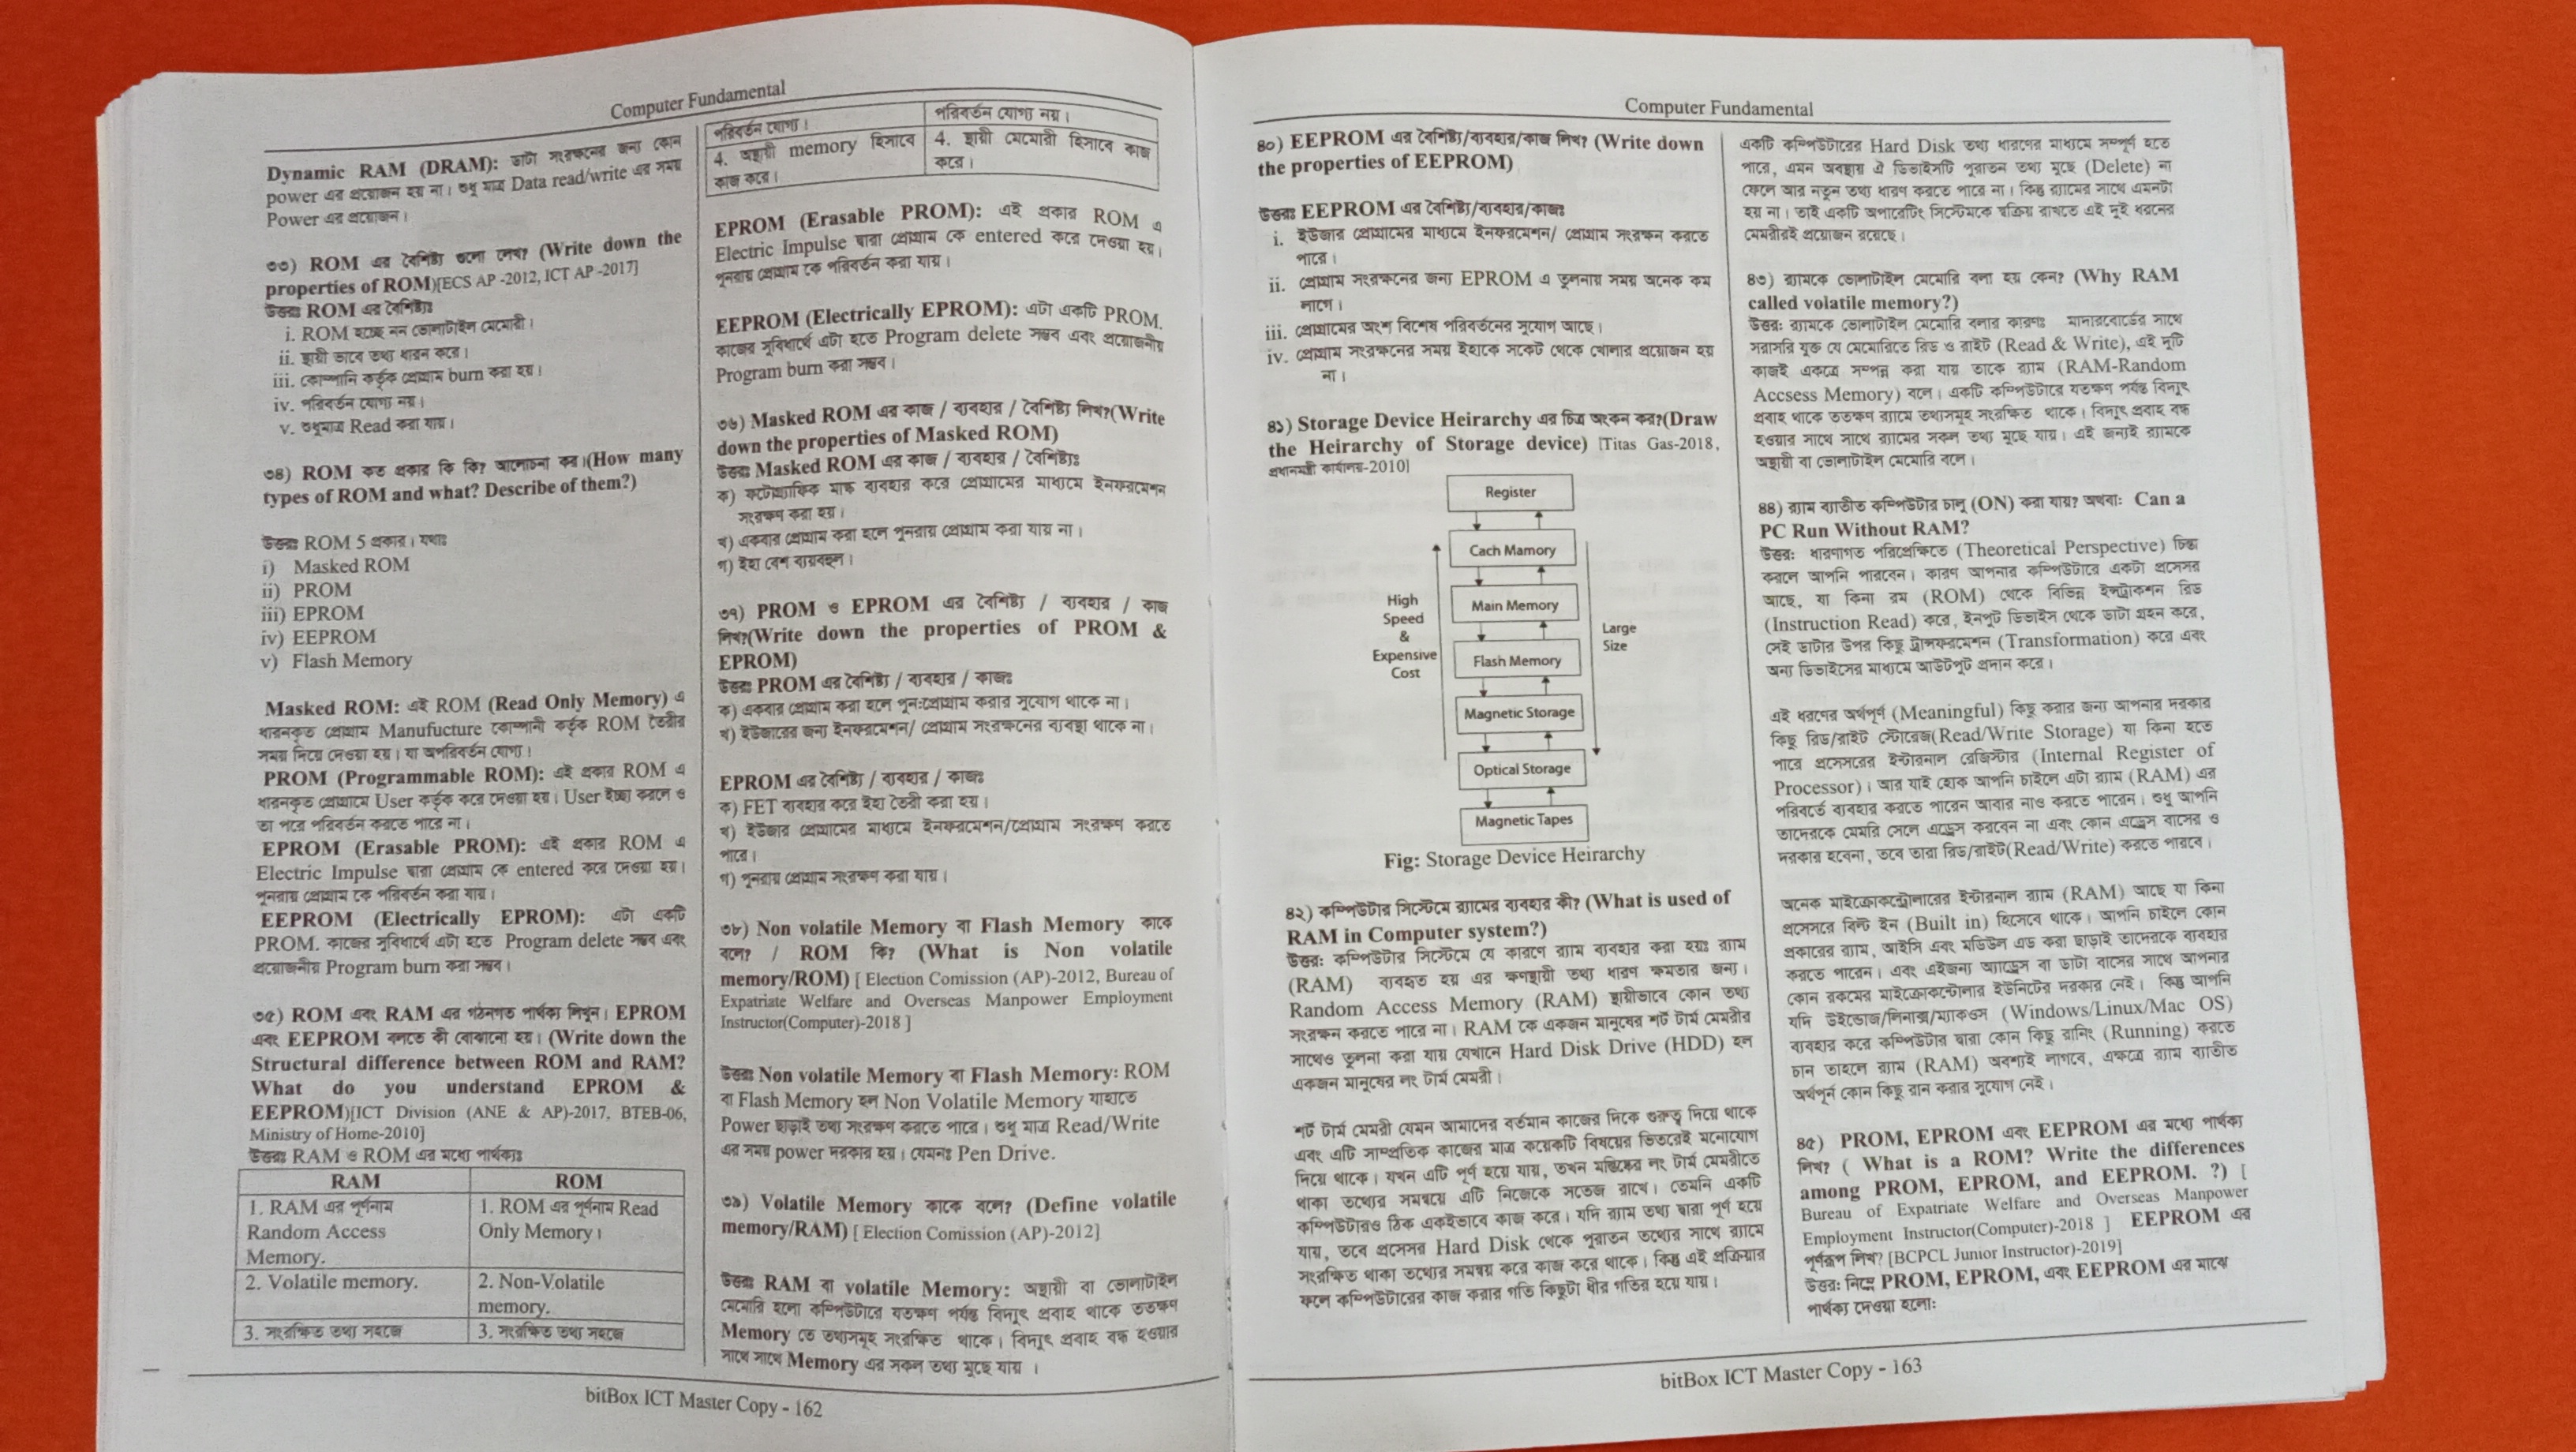 Computer Fundamental
Dynamic RAM (DRAM): ডাটা সংরক্ষনের জন্য কোন
power এর প্রয়োজন হয় না। শুধু মাত্র Data read/write এর সময়
Power এর প্রয়োজন।
৩৩) ROM এর বৈশিষ্ট্য গুলো লেখ? (Write down the
properties of ROM)[ECS AP -2012, ICT AP -2017]
উত্তরঃ ROM এর বৈশিষ্ট্যঃ
i. ROM হচ্ছে নন ভোলাটাইল মেমোরী।
ii. স্থায়ী ভাবে তথ্য ধারন করে।
iii. কোম্পানি কর্তৃক প্রোগ্রাম burn করা হয়।
iv. পরিবর্তন যোগ্য নয়।
v. শুধুমাত্র Read করা যায়।
৩৪) ROM কত প্রকার কি কি? আলোচনা কর।(How many
types of ROM and what? Describe of them?)
উত্তরঃ ROM 5 প্রকার। যথাঃ
i) Masked ROM
ii) PROM
iii) EPROM
iv) EEPROM
v) Flash Memory
Masked ROM: এই ROM (Read Only Memory) এ
ধারনকৃত প্রোগ্রাম Manufucture কোম্পানী কর্তৃক ROM তৈরীর
সময় দিয়ে দেওয়া হয়। যা অপরিবর্তন যোগ্য।
PROM (Programmable ROM): এই প্রকার ROM এ
ধারনকৃত প্রোগ্রামে User কর্তৃক করে দেওয়া হয়। User ইচ্ছা করলে ও
তা পরে পরিবর্তন করতে পারে না।
EPROM (Erasable PROM): এই প্রকার ROM এ
Electric Impulse দ্বারা প্রোগ্রাম কে entered করে দেওয়া হয়।
পুনরায় প্রোগ্রাম কে পরিবর্তন করা যায়।
EEPROM (Electrically EPROM): এটা একটি
PROM. কাজের সুবিধার্থে এটা হতে Program delete সম্ভব এবং
প্রয়োজনীয় Program burn করা সম্ভব।
৩৫) ROM এবং RAM এর গঠনগত পার্থক্য লিখুন। EPROM
এবং EEPROM বলতে কী বোঝানো হয়। (Write down the
Structural difference between ROM and RAM?
What do you understand EPROM &
EEPROM)[ICT Division (ANE & AP)-2017, BTEB-06,
Ministry of Home-2010]
উত্তরঃ RAM ও ROM এর মধ্যে পার্থক্যঃ
RAM ROM
1. RAM এর পূর্ণনাম 1. ROM এর পূর্ণনাম Read
Random Access Only Memory।
Memory.
2. Volatile memory. 2. Non-Volatile
memory.
3. সংরক্ষিত তথ্য সহজে 3. সংরক্ষিত তথ্য সহজে
পরিবর্তন যোগ্য। পরিবর্তন যোগ্য নয়।
4. অস্থায়ী memory হিসাবে 4. স্থায়ী মেমোরী হিসাবে কাজ
কাজ করে। করে।
EPROM (Erasable PROM): এই প্রকার ROM এ
Electric Impulse দ্বারা প্রোগ্রাম কে entered করে দেওয়া হয়।
পুনরায় প্রোগ্রাম কে পরিবর্তন করা যায়।
EEPROM (Electrically EPROM): এটা একটি PROM.
কাজের সুবিধার্থে এটা হতে Program delete সম্ভব এবং প্রয়োজনীয়
Program burn করা সম্ভব।
৩৬) Masked ROM এর কাজ / ব্যবহার / বৈশিষ্ট্য লিখ?(Write
down the properties of Masked ROM)
উত্তরঃ Masked ROM এর কাজ / ব্যবহার / বৈশিষ্ট্যঃ
ক) ফটোগ্রাফিক মাস্ক ব্যবহার করে প্রোগ্রামের মাধ্যমে ইনফরমেশন
সংরক্ষণ করা হয়।
খ) একবার প্রোগ্রাম করা হলে পুনরায় প্রোগ্রাম করা যায় না।
গ) ইহা বেশ ব্যয়বহুল।
৩৭) PROM ও EPROM এর বৈশিষ্ট্য / ব্যবহার / কাজ
লিখ?(Write down the properties of PROM &
EPROM)
উত্তরঃ PROM এর বৈশিষ্ট্য / ব্যবহার / কাজঃ
ক) একবার প্রোগ্রাম করা হলে পুন:প্রোগ্রাম করার সুযোগ থাকে না।
খ) ইউজারের জন্য ইনফরমেশন/ প্রোগ্রাম সংরক্ষনের ব্যবস্থা থাকে না।
EPROM এর বৈশিষ্ট্য / ব্যবহার / কাজঃ
ক) FET ব্যবহার করে ইহা তৈরী করা হয়।
খ) ইউজার প্রোগ্রামের মাধ্যমে ইনফরমেশন/প্রোগ্রাম সংরক্ষণ করতে
পারে।
গ) পুনরায় প্রোগ্রাম সংরক্ষণ করা যায়।
৩৮) Non volatile Memory বা Flash Memory কাকে
বলে? / ROM কি? (What is Non volatile
memory/ROM) [ Election Comission (AP)-2012, Bureau of
Expatriate Welfare and Overseas Manpower Employment
Instructor(Computer)-2018 ]
উত্তরঃ Non volatile Memory বা Flash Memory: ROM
বা Flash Memory হল Non Volatile Memory যাহাতে
Power ছাড়াই তথ্য সংরক্ষণ করতে পারে। শুধু মাত্র Read/Write
এর সময় power দরকার হয়। যেমনঃ Pen Drive.
৩৯) Volatile Memory কাকে বলে? (Define volatile
memory/RAM) [ Election Comission (AP)-2012]
উত্তরঃ RAM বা volatile Memory: অস্থায়ী বা ভোলাটাইল
মেমোরি হলো কম্পিউটারে যতক্ষণ পর্যন্ত বিদ্যুৎ প্রবাহ থাকে ততক্ষণ
Memory তে তথ্যসমূহ সংরক্ষিত থাকে। বিদ্যুৎ প্রবাহ বন্ধ হওয়ার
সাথে সাথে Memory এর সকল তথ্য মুছে যায় ।
bitBox ICT Master Copy - 162
Computer Fundamental
৪০) EEPROM এর বৈশিষ্ট্য/ব্যবহার/কাজ লিখ? (Write down
the properties of EEPROM)
উত্তরঃ EEPROM এর বৈশিষ্ট্য/ব্যবহার/কাজঃ
i. ইউজার প্রোগ্রামের মাধ্যমে ইনফরমেশন/ প্রোগ্রাম সংরক্ষন করতে
পারে।
ii. প্রোগ্রাম সংরক্ষনের জন্য EPROM এ তুলনায় সময় অনেক কম
লাগে।
iii. প্রোগ্রামের অংশ বিশেষ পরিবর্তনের সুযোগ আছে।
iv. প্রোগ্রাম সংরক্ষনের সময় ইহাকে সকেট থেকে খোলার প্রয়োজন হয়
না।
৪১) Storage Device Heirarchy এর চিত্র অংকন কর?(Draw
the Heirarchy of Storage device) [Titas Gas-2018,
প্রধানমন্ত্রী কার্যালয়-2010]
Register
Cach Mamory
Main Memory
Flash Memory
Magnetic Storage
Optical Storage
Magnetic Tapes
High
Speed
&
Expensive
Cost
Large
Size
Fig: Storage Device Heirarchy
৪২) কম্পিউটার সিস্টেমে র‍্যামের ব্যবহার কী? (What is used of
RAM in Computer system?)
উত্তর: কম্পিউটার সিস্টেমে যে কারণে র‍্যাম ব্যবহার করা হয়ঃ র‍্যাম
(RAM) ব্যবহৃত হয় এর ক্ষণস্থায়ী তথ্য ধারণ ক্ষমতার জন্য।
Random Access Memory (RAM) স্থায়ীভাবে কোন তথ্য
সংরক্ষন করতে পারে না। RAM কে একজন মানুষের শর্ট টার্ম মেমরীর
সাথেও তুলনা করা যায় যেখানে Hard Disk Drive (HDD) হল
একজন মানুষের লং টার্ম মেমরী।
শর্ট টার্ম মেমরী যেমন আমাদের বর্তমান কাজের দিকে গুরুত্ব দিয়ে থাকে
এবং এটি সাম্প্রতিক কাজের মাত্র কয়েকটি বিষয়ের ভিতরেই মনোযোগ
দিয়ে থাকে। যখন এটি পূর্ণ হয়ে যায়, তখন মস্তিষ্কের লং টার্ম মেমরীতে
থাকা তথ্যের সমন্বয়ে এটি নিজেকে সতেজ রাখে। তেমনি একটি
কম্পিউটারও ঠিক একইভাবে কাজ করে। যদি র‍্যাম তথ্য দ্বারা পূর্ণ হয়ে
যায়, তবে প্রসেসর Hard Disk থেকে পুরাতন তথ্যের সাথে র‍্যামে
সংরক্ষিত থাকা তথ্যের সমন্বয় করে কাজ করে থাকে। কিন্তু এই প্রক্রিয়ার
ফলে কম্পিউটারের কাজ করার গতি কিছুটা ধীর গতির হয়ে যায়।
একটি কম্পিউটারের Hard Disk তথ্য ধারণের মাধ্যমে সম্পূর্ণ হতে
পারে, এমন অবস্থায় ঐ ডিভাইসটি পুরাতন তথ্য মুছে (Delete) না
ফেলে আর নতুন তথ্য ধারণ করতে পারে না। কিন্তু র‍্যামের সাথে এমনটা
হয় না। তাই একটি অপারেটিং সিস্টেমকে স্বক্রিয় রাখতে এই দুই ধরনের
মেমরীরই প্রয়োজন রয়েছে।
৪৩) র‍্যামকে ভোলাটাইল মেমোরি বলা হয় কেন? (Why RAM
called volatile memory?)
উত্তর: র‍্যামকে ভোলাটাইল মেমোরি বলার কারণঃ মাদারবোর্ডের সাথে
সরাসরি যুক্ত যে মেমোরিতে রিড ও রাইট (Read & Write), এই দুটি
কাজই একত্রে সম্পন্ন করা যায় তাকে র‍্যাম (RAM-Random
Accsess Memory) বলে। একটি কম্পিউটারে যতক্ষণ পর্যন্ত বিদ্যুৎ
প্রবাহ থাকে ততক্ষণ র‍্যামে তথ্যসমূহ সংরক্ষিত থাকে। বিদ্যুৎ প্রবাহ বন্ধ
হওয়ার সাথে সাথে র‍্যামের সকল তথ্য মুছে যায়। এই জন্যই র‍্যামকে
অস্থায়ী বা ভোলাটাইল মেমোরি বলে।
৪৪) র‍্যাম ব্যাতীত কম্পিউটার চালু (ON) করা যায়? অথবা: Can a
PC Run Without RAM?
উত্তর: ধারণাগত পরিপ্রেক্ষিতে (Theoretical Perspective) চিন্তা
করলে আপনি পারবেন। কারণ আপনার কম্পিউটারে একটা প্রসেসর
আছে, যা কিনা রম (ROM) থেকে বিভিন্ন ইন্সট্রাকশন রিড
(Instruction Read) করে, ইনপুট ডিভাইস থেকে ডাটা গ্রহন করে,
সেই ডাটার উপর কিছু ট্রান্সফরমেশন (Transformation) করে এবং
অন্য ডিভাইসের মাধ্যমে আউটপুট প্রদান করে।
এই ধরণের অর্থপূর্ণ (Meaningful) কিছু করার জন্য আপনার দরকার
কিছু রিড/রাইট স্টোরেজ(Read/Write Storage) যা কিনা হতে
পারে প্রসেসরের ইন্টারনাল রেজিস্টার (Internal Register of
Processor)। আর যাই হোক আপনি চাইলে এটা র‍্যাম (RAM) এর
পরিবর্তে ব্যবহার করতে পারেন আবার নাও করতে পারেন। শুধু আপনি
তাদেরকে মেমরি সেলে এড্রেস করবেন না এবং কোন এড্রেস বাসের ও
দরকার হবেনা, তবে তারা রিড/রাইট(Read/Write) করতে পারবে।
অনেক মাইক্রোকন্ট্রোলারের ইন্টারনাল র‍্যাম (RAM) আছে যা কিনা
প্রসেসরে বিল্ট ইন (Built in) হিসেবে থাকে। আপনি চাইলে কোন
প্রকারের র‍্যাম, আইসি এবং মডিউল এড করা ছাড়াই তাদেরকে ব্যবহার
করতে পারেন। এবং এইজন্য অ্যাড্রেস বা ডাটা বাসের সাথে আপনার
কোন রকমের মাইক্রোকন্টোলার ইউনিটের দরকার নেই। কিন্তু আপনি
যদি উইন্ডোজ/লিনাক্স/ম্যাকওস (Windows/Linux/Mac OS)
ব্যবহার করে কম্পিউটার দ্বারা কোন কিছু রানিং (Running) করতে
চান তাহলে র‍্যাম (RAM) অবশ্যই লাগবে, এক্ষত্রে র‍্যাম ব্যাতীত
অর্থপূর্ন কোন কিছু রান করার সুযোগ নেই।
৪৫) PROM, EPROM এবং EEPROM এর মধ্যে পার্থক্য
লিখ? ( What is a ROM? Write the differences
among PROM, EPROM, and EEPROM. ?) [
Bureau of Expatriate Welfare and Overseas Manpower
Employment Instructor(Computer)-2018 ] EEPROM এর
পূর্ণরূপ লিখ? [BCPCL Junior Instructor)-2019]
উত্তর: নিম্নে PROM, EPROM, এবং EEPROM এর মাঝে
পার্থক্য দেওয়া হলো:
bitBox ICT Master Copy - 163